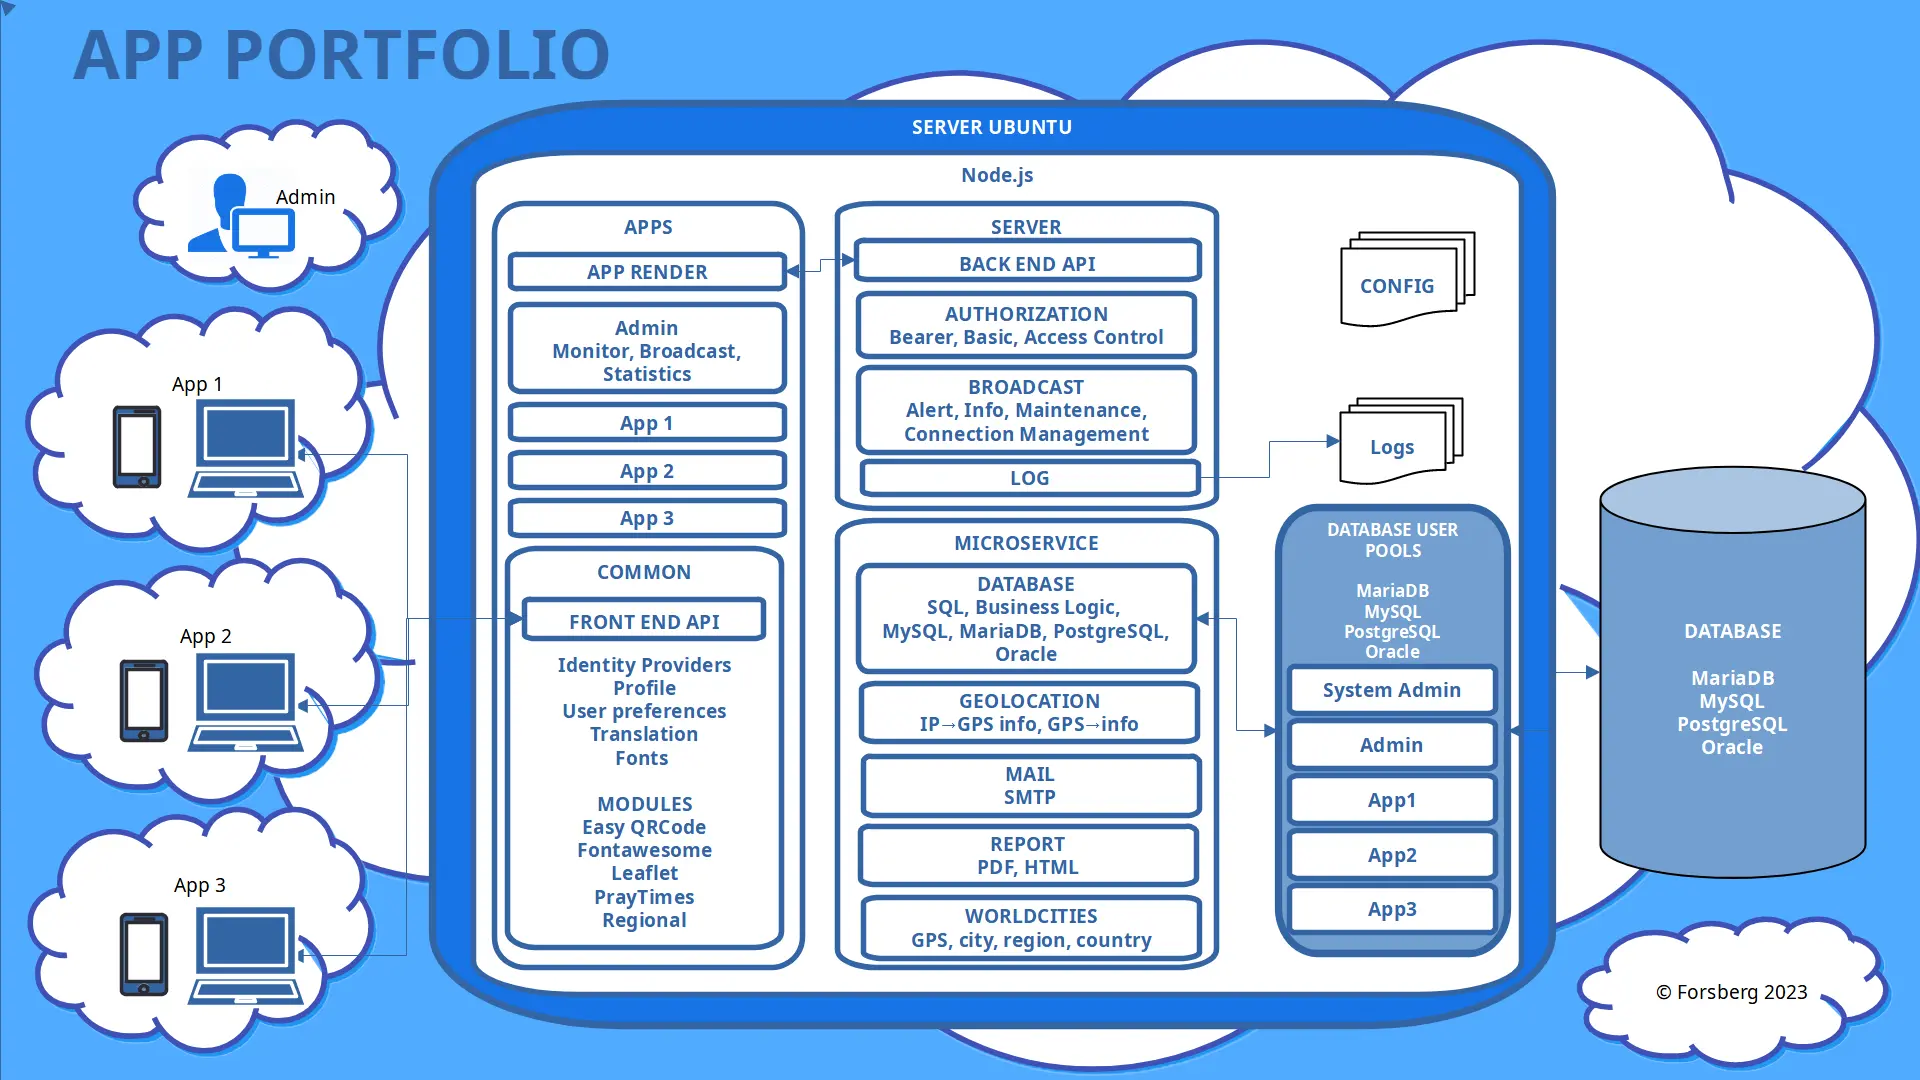 APP PORTFOLIO
Admin
App 1
App 2
App 3
SERVER UBUNTU
Node.js
APPS
APP RENDER
Admin
Monitor, Broadcast,
Statistics
App 1
App 2
App 3
COMMON
FRONT END API
Identity Providers
Profile
User preferences
Translation
Fonts
MODULES
Easy QRCode
Fontawesome
Leaflet
PrayTimes
Regional
SERVER
BACK END API
AUTHORIZATION
Bearer, Basic, Access Control
BROADCAST
Alert, Info, Maintenance,
Connection Management
LOG
MICROSERVICE
DATABASE
SQL, Business Logic,
MySQL, MariaDB, PostgreSQL,
Oracle
GEOLOCATION
IP→GPS info, GPS→info
MAIL
SMTP
REPORT
PDF, HTML
WORLDCITIES
GPS, city, region, country
CONFIG
Logs
DATABASE USER
POOLS
MariaDB
MySQL
PostgreSQL
Oracle
System Admin
Admin
App1
App2
App3
DATABASE
MariaDB
MySQL
PostgreSQL
Oracle
© Forsberg 2023